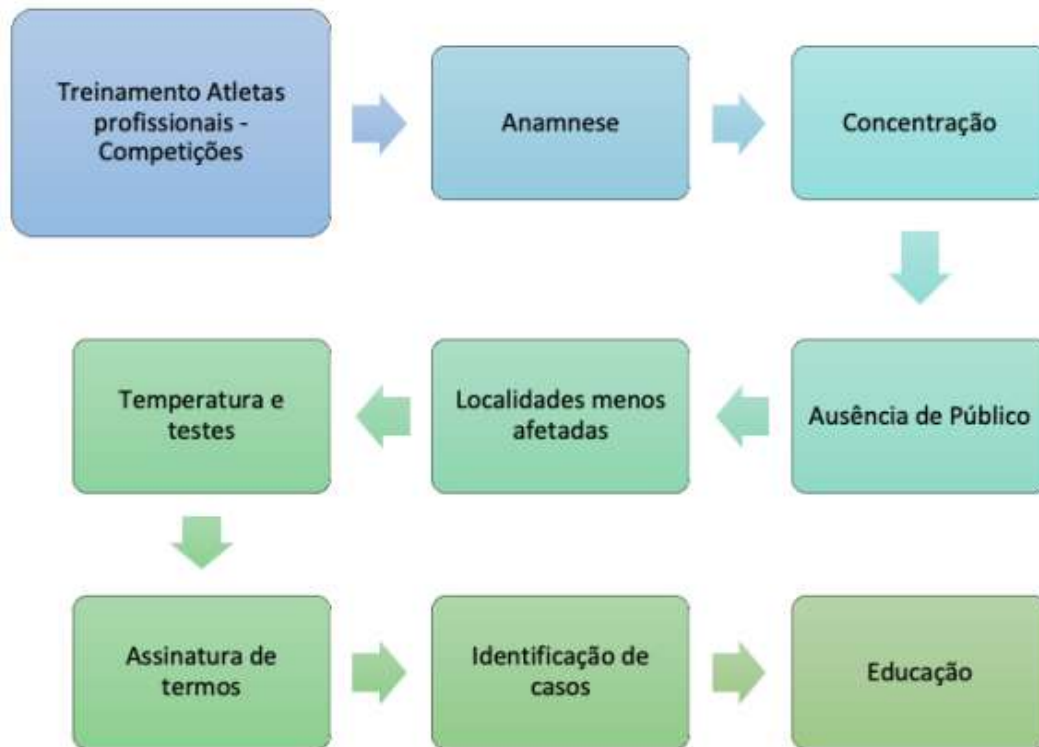 Treinamento Atletas
profissionais -
Competições
Anamnese
Concentração
Ausência de Público
Localidades menos
afetadas
Temperatura e
testes
Assinatura de
termos
Identificação de
casos
Educação